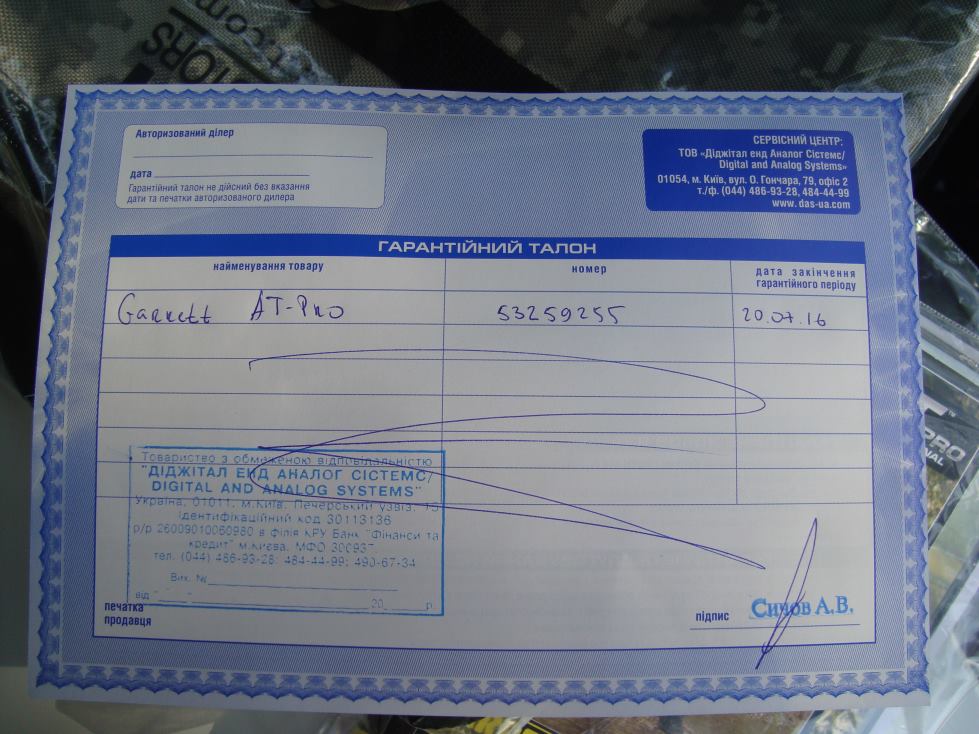 TORS
t.com
Авторизований ділер
дата
Гарантійний талон не дійсний без вказання
дати та печатки авторизованого дилера
СЕРВІСНИЙ ЦЕНТР:
ТОВ «Діджітал енд Аналог Сістемс/
Digital and Analog Systems»
01054, м. Київ, вул. О. Гончара, 79, офіс 2
т./ф. (044) 486-93-28, 484-44-99
www. das-ua.com
ГАРАНТІЙНИЙ ТАЛОН
найменування товару
номер
дата закінчення
гарантійного періоду
Garrett AT-Pro
53259255
20.07.16
Товариство з обмеженою відповідальністю
"ДІДЖІТАЛ ЕНД АНАЛОГ СІСТЕМС/
DIGITAL AND ANALOG SYSTEMS"
Україна, 01011, м.Київ, Печерський узвіз,
ідентифікаційний код 30113136
р/р 26009010060980 в Філія КРУ Банк "Фінанси та
кредит" м.Києва, МФО
тел. (044) 486-93-28; 484-44-99; 490-67-34
Вих. №
від 20 р.
печатка
продавця
підпис
Сичов А.В.
PRO
NAL